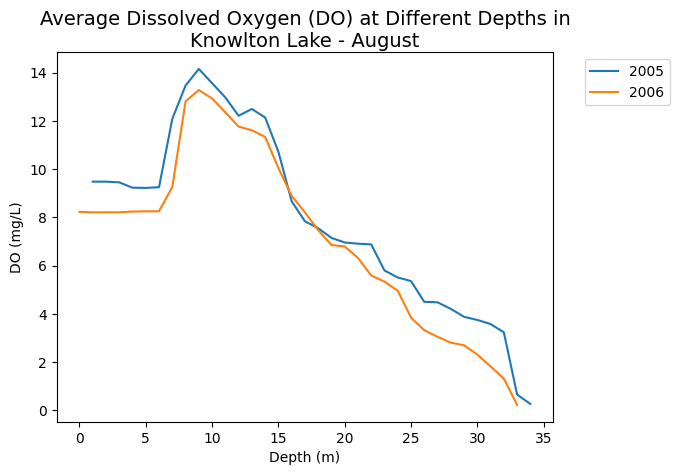 Average Dissolved Oxygen (DO) at Different Depths in
Knowlton Lake - August
2005
2006
DO (mg/L)
14
12
10
8
6
4
2
0
0 5 10 15 20 25 30 35
Depth (m)